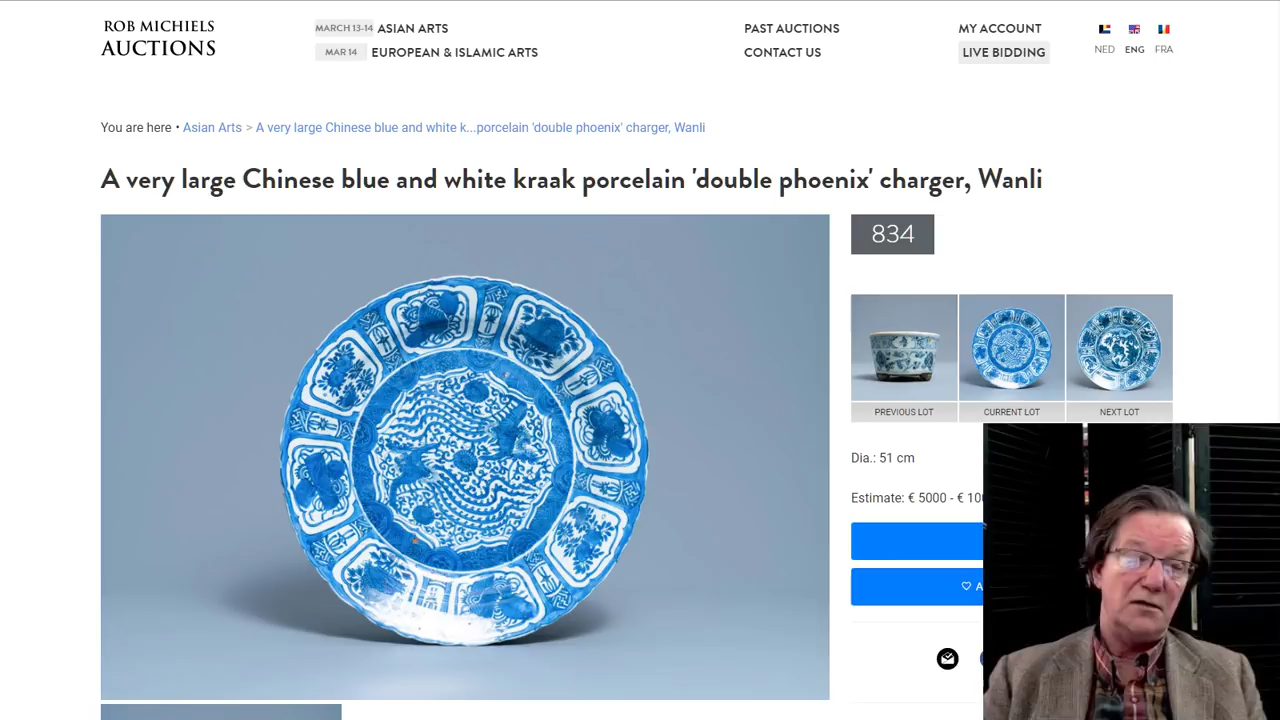 ROB MICHIELS
AUCTIONS
MARCH 13-14 ASIAN ARTS
MAR 14 EUROPEAN & ISLAMIC ARTS
PAST AUCTIONS
CONTACT US
MY ACCOUNT
LIVE BIDDING
NED ENG FRA
You are here • Asian Arts > A very large Chinese blue and white k...porcelain 'double phoenix' charger, Wanli
A very large Chinese blue and white kraak porcelain 'double phoenix' charger, Wanli
834
PREVIOUS LOT CURRENT LOT NEXT LOT
Dia.: 51 cm
Estimate: € 5000 - € 100
A